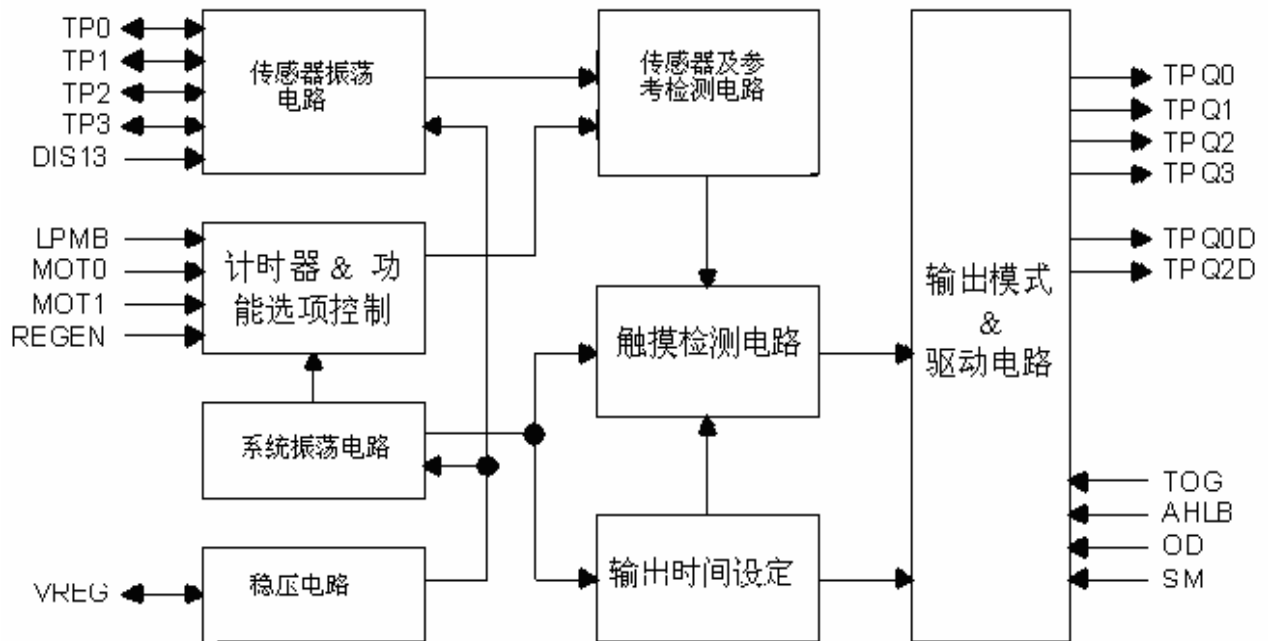 TP0
TP1
TP2
TP3
DIS13
传感器振荡
电路
传感器及参
考检测电路
TPQ0
TPQ1
TPQ2
TPQ3
TPQ0D
TPQ2D
LPMB
MOT0
MOT1
REGEN
计时器 & 功
能选项控制
触摸检测电路
输出模式
&
驱动电路
系统振荡电路
VREG
稳压电路
输出时间设定
TOG
AHLB
OD
SM